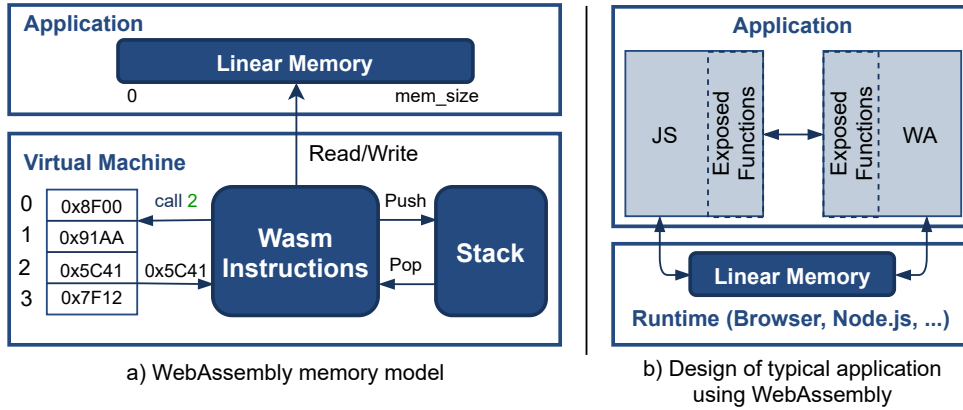 Application
Linear Memory
0
mem_size
Read/Write
Virtual Machine
0
0x8F00
1
0x91AA
2
0x5C41
3
0x7F12
call 2
0x5C41
Wasm
Instructions
Push
Pop
Stack
a) WebAssembly memory model
Application
JS
Exposed
Functions
Exposed
Functions
WA
Linear Memory
Runtime (Browser, Node.js, ...)
b) Design of typical application
using WebAssembly